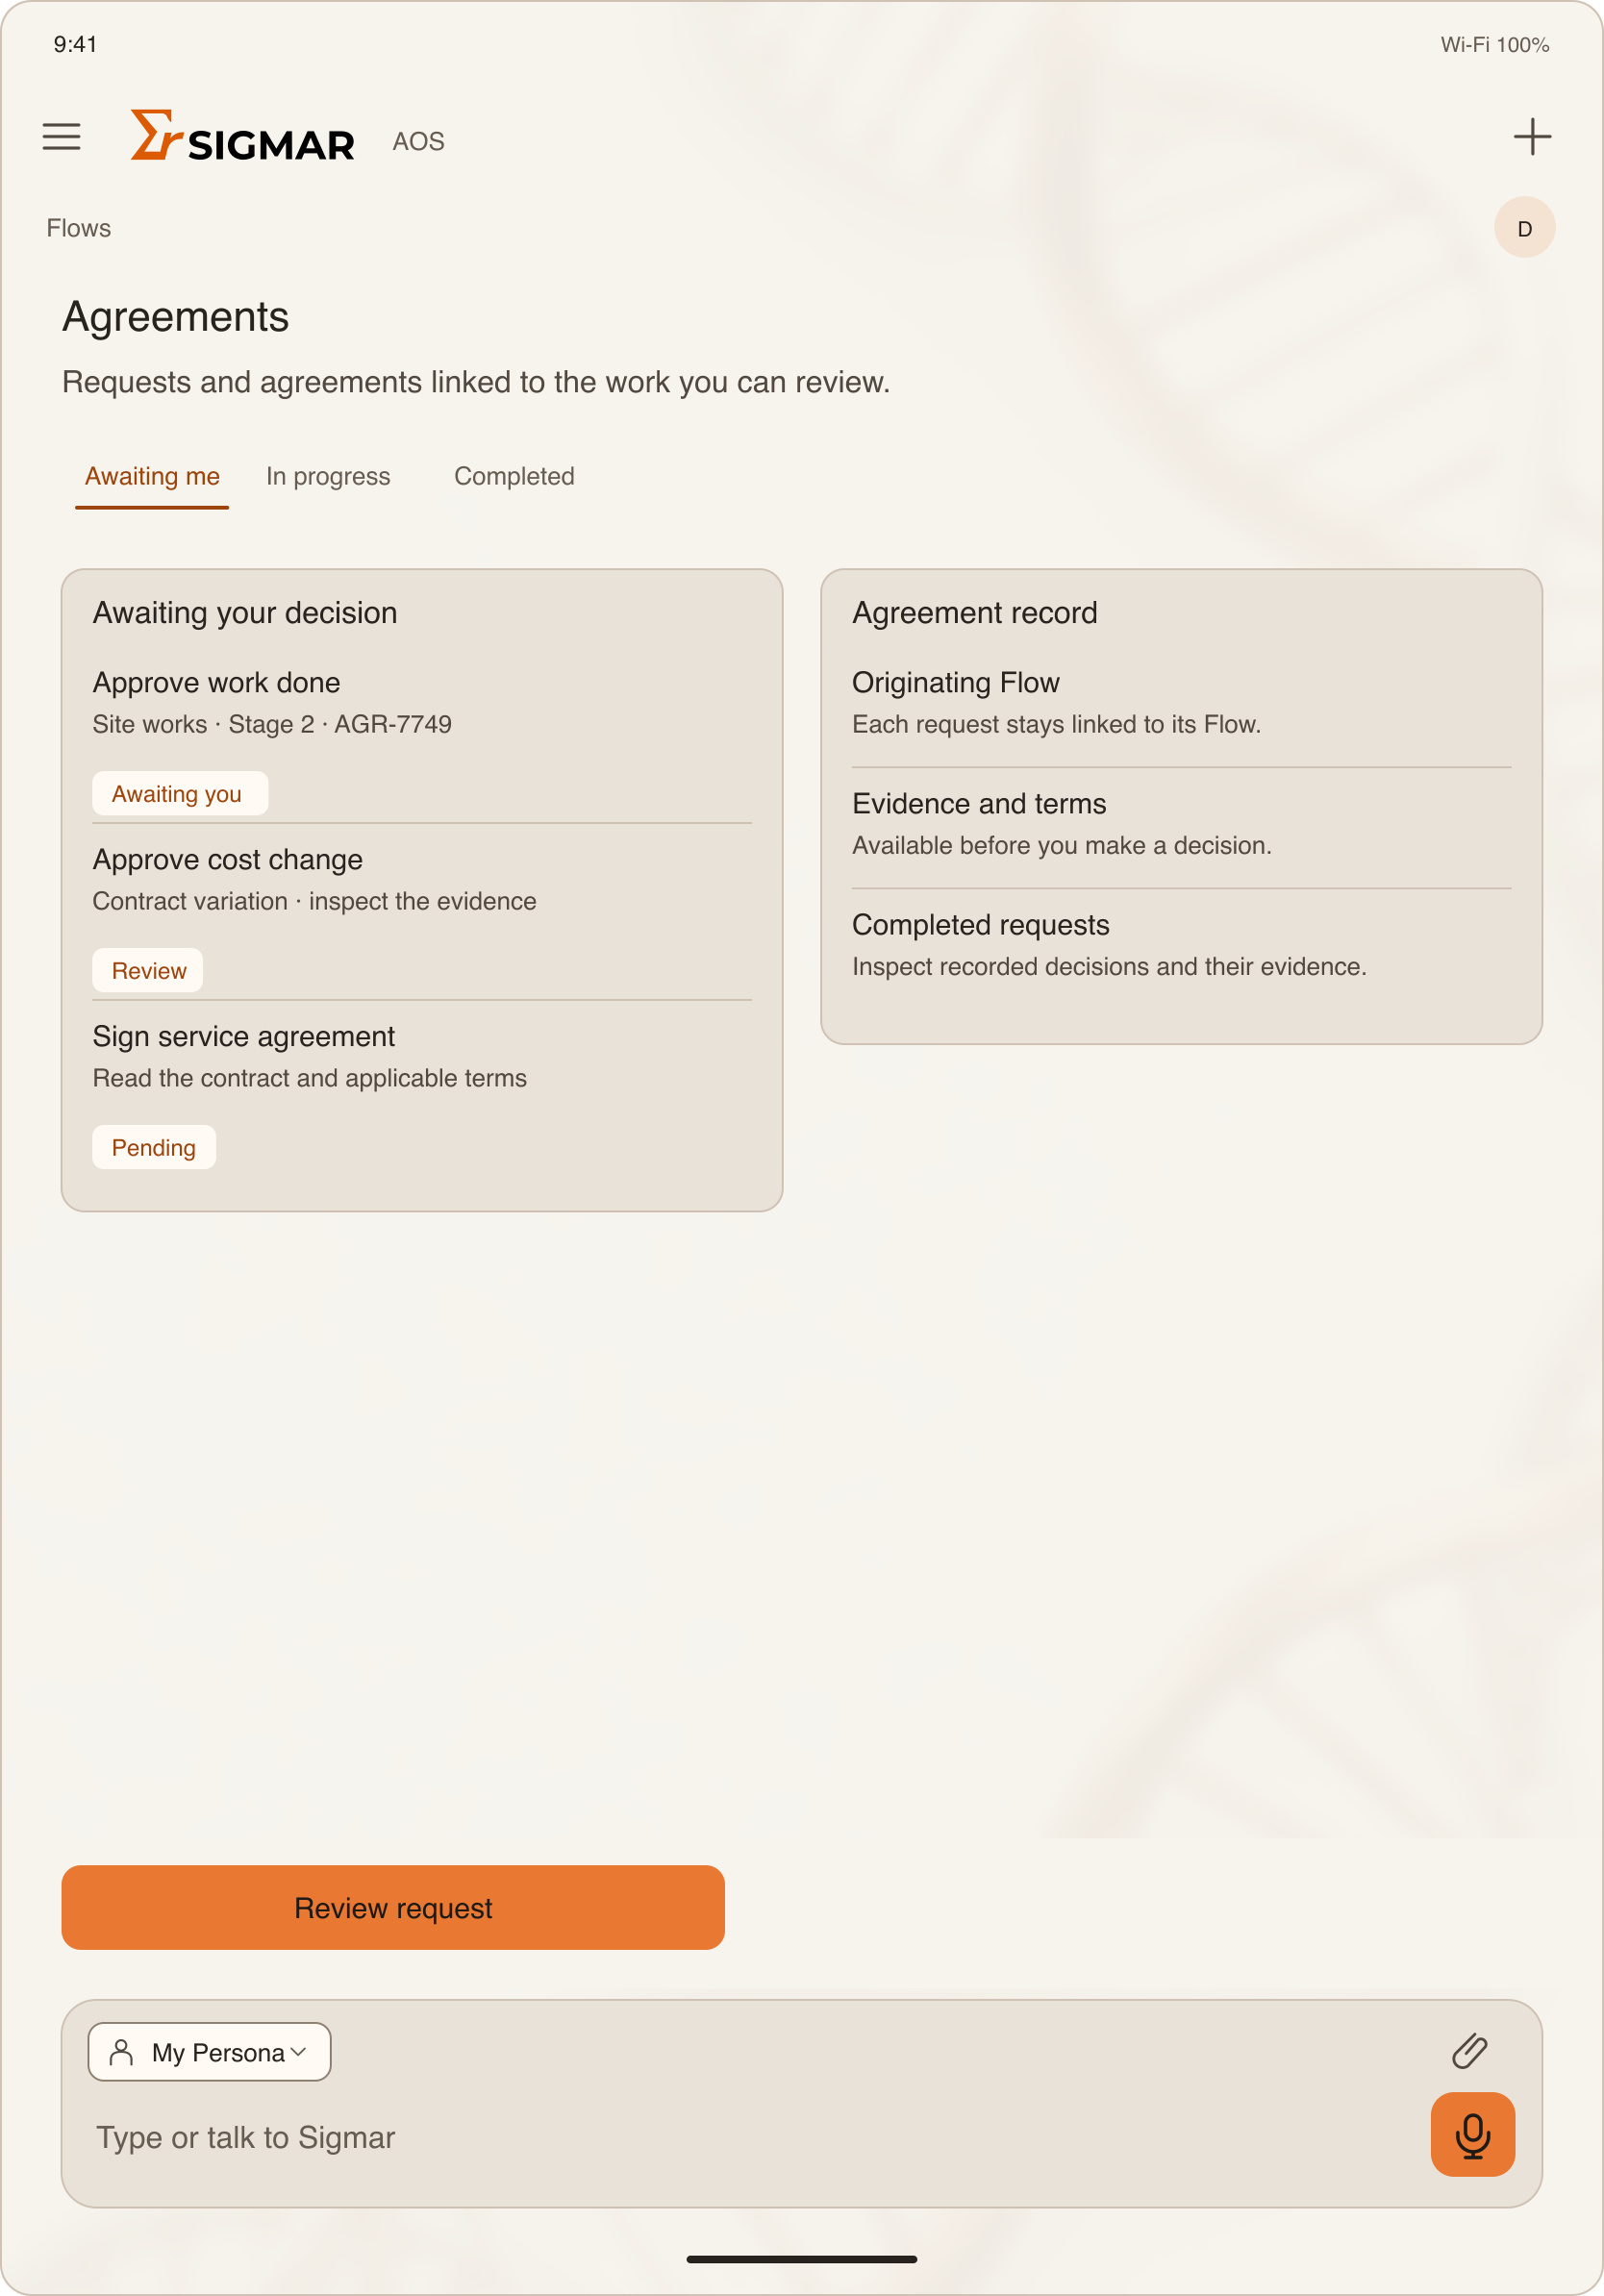 9:41
Wi-Fi 100%
Σr SIGMAR AOS
Flows
D
Agreements
Requests and agreements linked to the work you can review.
Awaiting me
In progress
Completed
Awaiting your decision
Approve work done
Site works · Stage 2 · AGR-7749
Awaiting you
Approve cost change
Contract variation · inspect the evidence
Review
Sign service agreement
Read the contract and applicable terms
Pending
Agreement record
Originating Flow
Each request stays linked to its Flow.
Evidence and terms
Available before you make a decision.
Completed requests
Inspect recorded decisions and their evidence.
Review request
My Persona
Type or talk to Sigmar